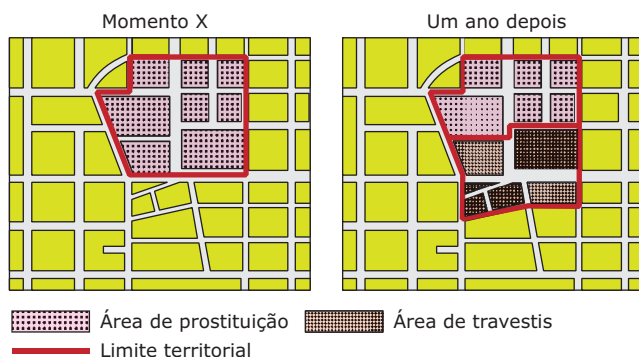 Momento X
Um ano depois
Área de prostituição
Área de travestis
Limite territorial